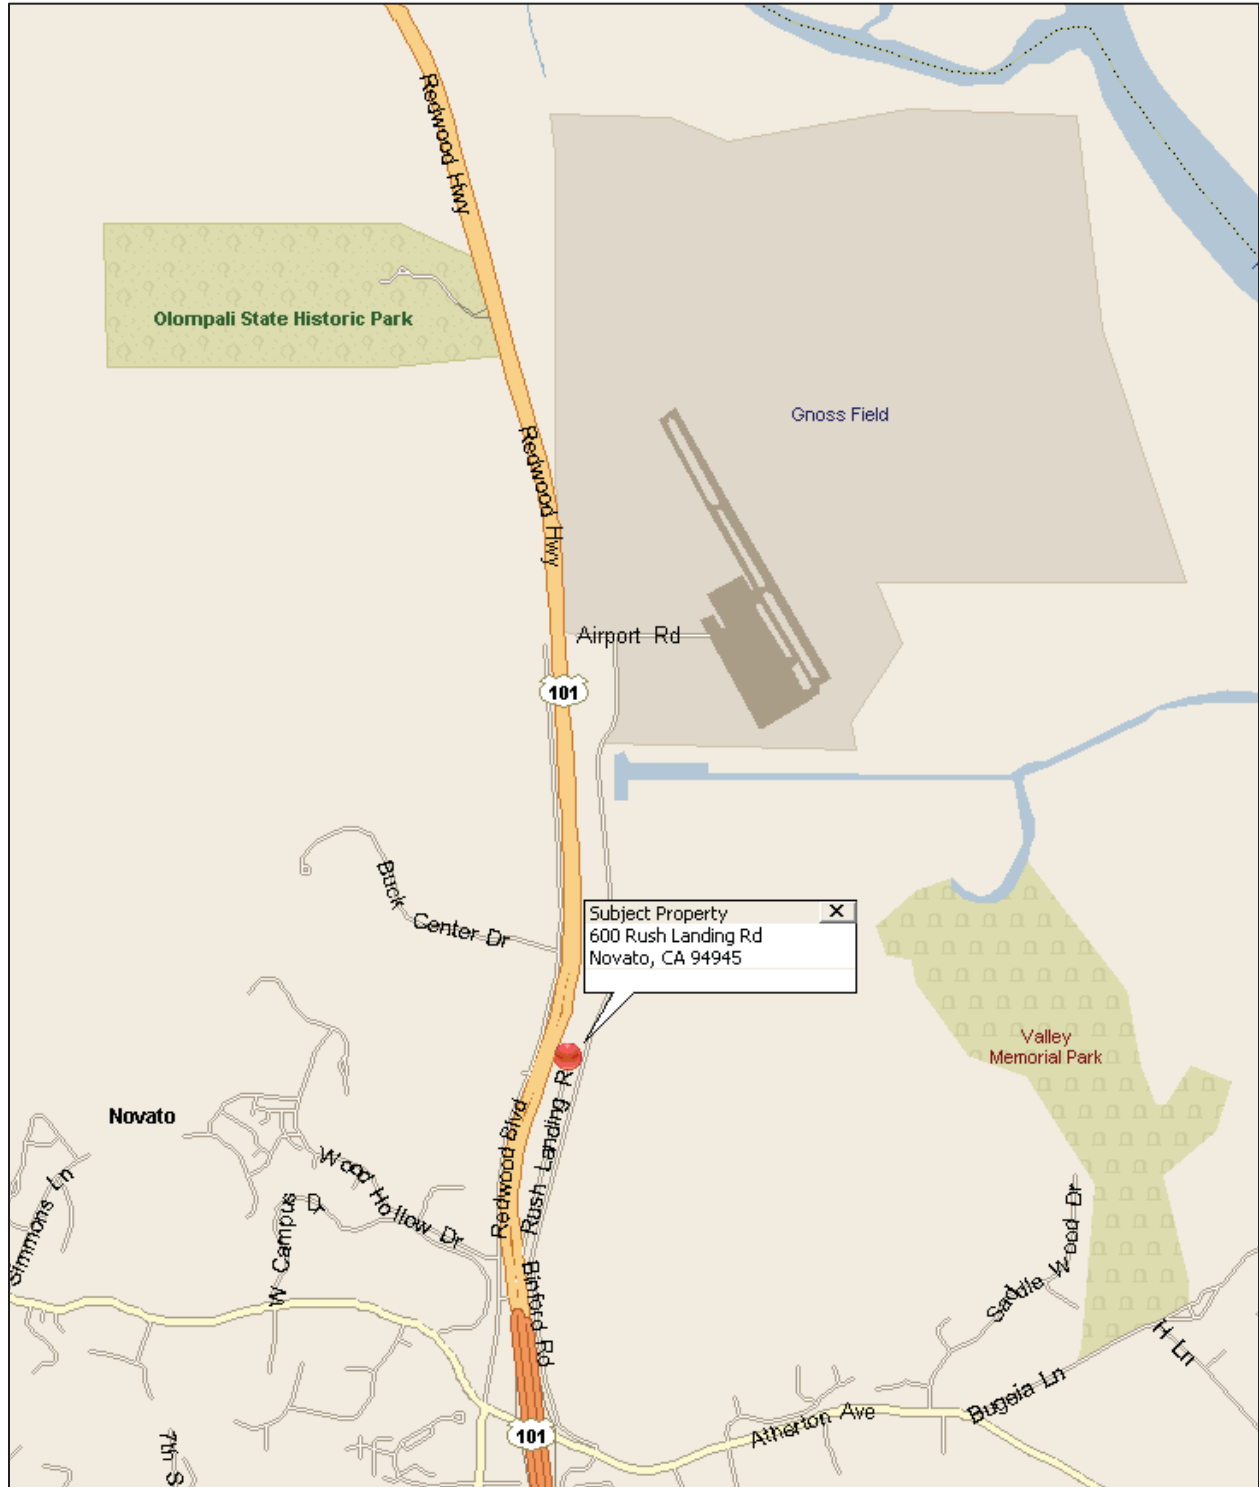 Redwood Hwy
Olompali State Historic Park
Gnoss Field
Redwood Hwy
Airport Rd
101
Buck Center Dr
Subject Property
600 Rush Landing Rd
Novato, CA 94945
Valley
Memorial Park
Novato
Redwood Blvd
Rush Landing R
Wood Hollow Dr
W Campus Dr
Simmons Ln
Binford Rd
Saddle Wood Dr
H Ln
Bugeia Ln
Atherton Ave
101
7th S